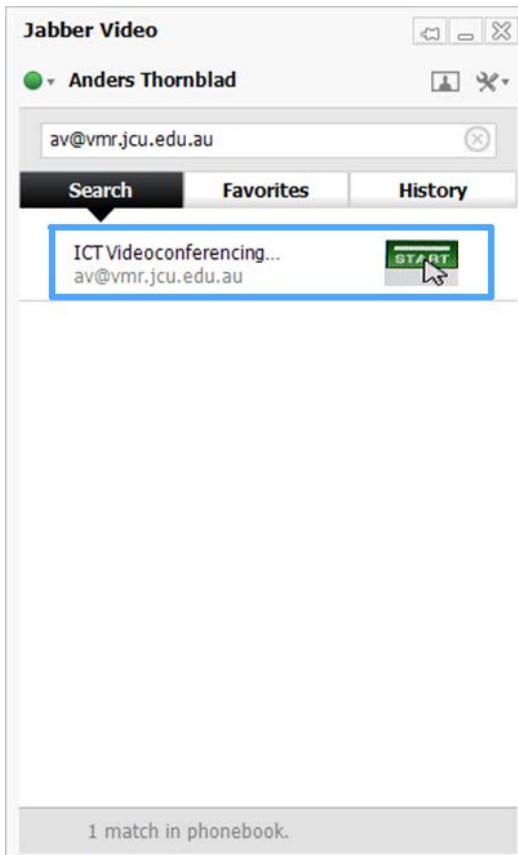 Jabber Video
Anders Thornblad
av@vmr.jcu.edu.au
Search Favorites History
ICT Videoconferencing...
START
av@vmr.jcu.edu.au
1 match in phonebook.